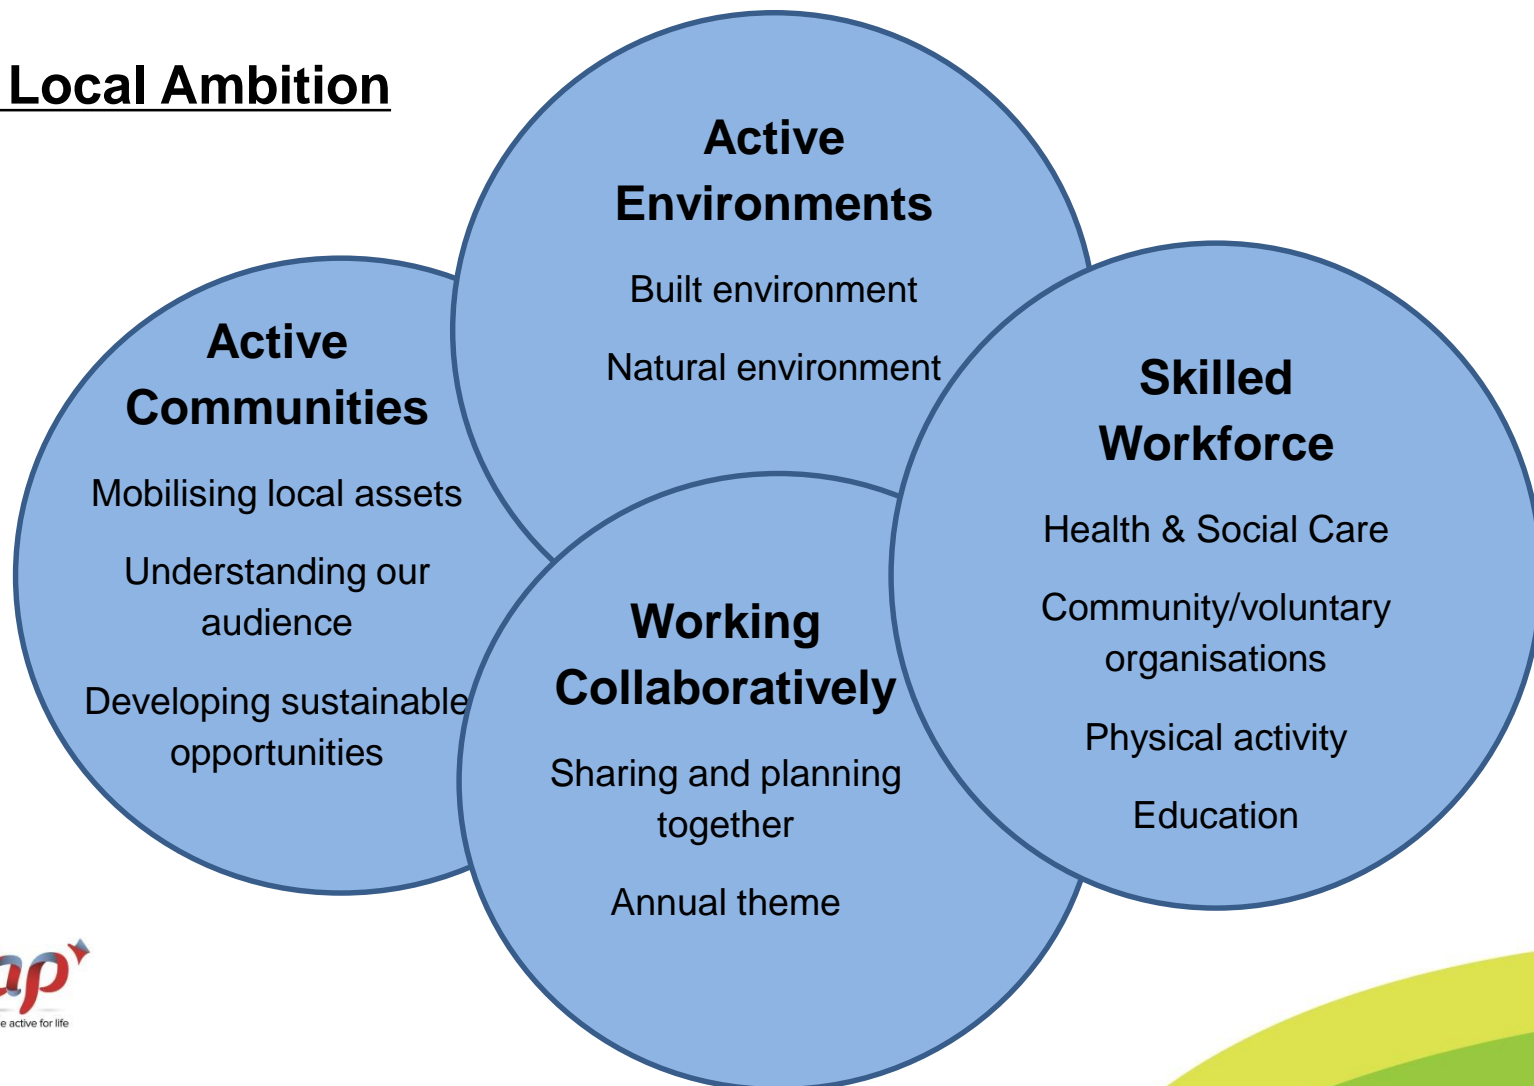 Local Ambition
Active
Environments
Built environment
Natural environment
Active
Communities
Mobilising local assets
Understanding our
audience
Developing sustainable
opportunities
Skilled
Workforce
Health & Social Care
Community/voluntary
organisations
Physical activity
Education
Working
Collaboratively
Sharing and planning
together
Annual theme
ap
e active for life